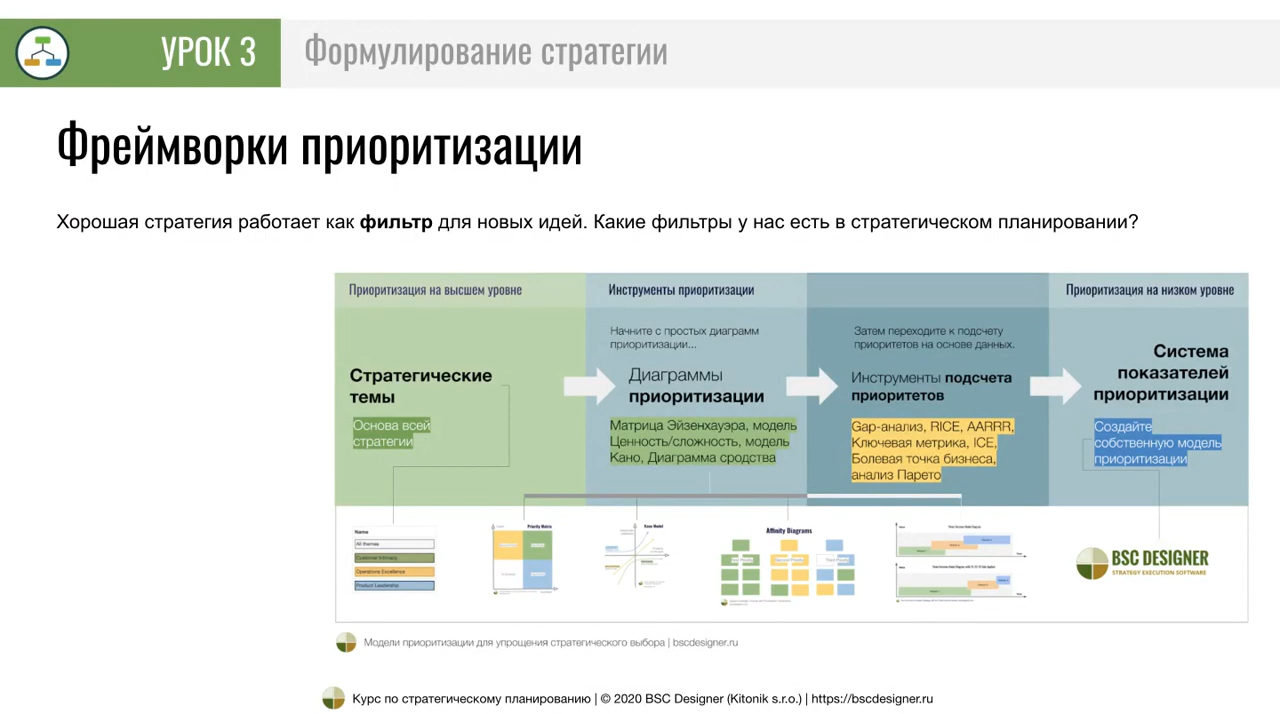 УРОК 3
Формулирование стратегии
Фреймворки приоритизации
Хорошая стратегия работает как фильтр для новых идей. Какие фильтры у нас есть в стратегическом планировании?
Приоритизация на высшем уровне
Инструменты приоритизации
Приоритизация на низком уровне
Стратегические
темы
Основа всей
стратегии
Начните с простых диаграмм
приоритизации...
Диаграммы
приоритизации
Матрица Эйзенхауэра, модель
Ценность/сложность, модель
Кано, Диаграмма сродства
Затем переходите к подсчету
приоритетов на основе данных.
Инструменты подсчета
приоритетов
Gap-анализ, RICE, AARRR,
Ключевая метрика, ICE,
Болевая точка бизнеса,
анализ Парето
Система
показателей
приоритизации
Создайте
собственную модель
приоритизации
Name
All themes
Customer Intimacy
Operations Excellence
Product Leadership
Priority Matrix
Kano Model
Affinity Diagrams
BSC DESIGNER
STRATEGY EXECUTION SOFTWARE
Модели приоритизации для упрощения стратегического выбора | bscdesigner.ru
Курс по стратегическому планированию | © 2020 BSC Designer (Kitonik s.r.o.) | https://bscdesigner.ru